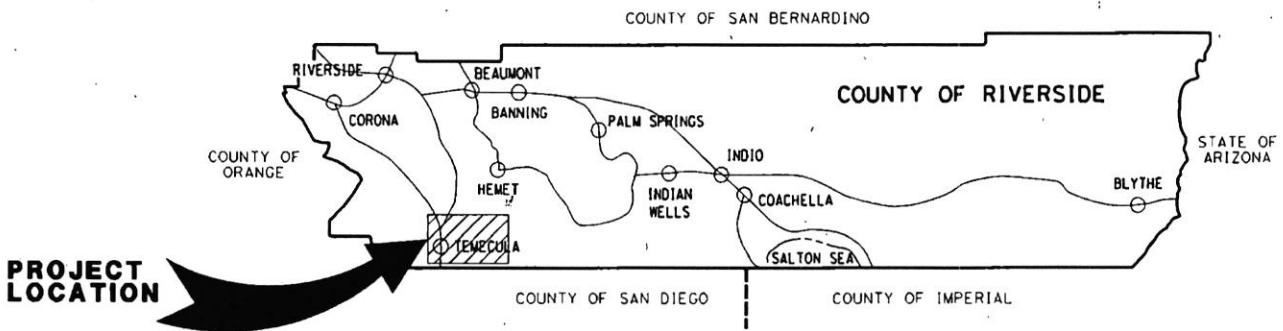 COUNTY OF SAN BERNARDINO
RIVERSIDE
BEAUMONT
BANNING
COUNTY OF RIVERSIDE
CORONA
PALM SPRINGS
COUNTY OF
ORANGE
STATE OF
ARIZONA
HEMET
INDIO
INDIAN
WELLS
COACHELLA
BLYTHE
TEMECULA
SALTON SEA
PROJECT
LOCATION
COUNTY OF SAN DIEGO
COUNTY OF IMPERIAL